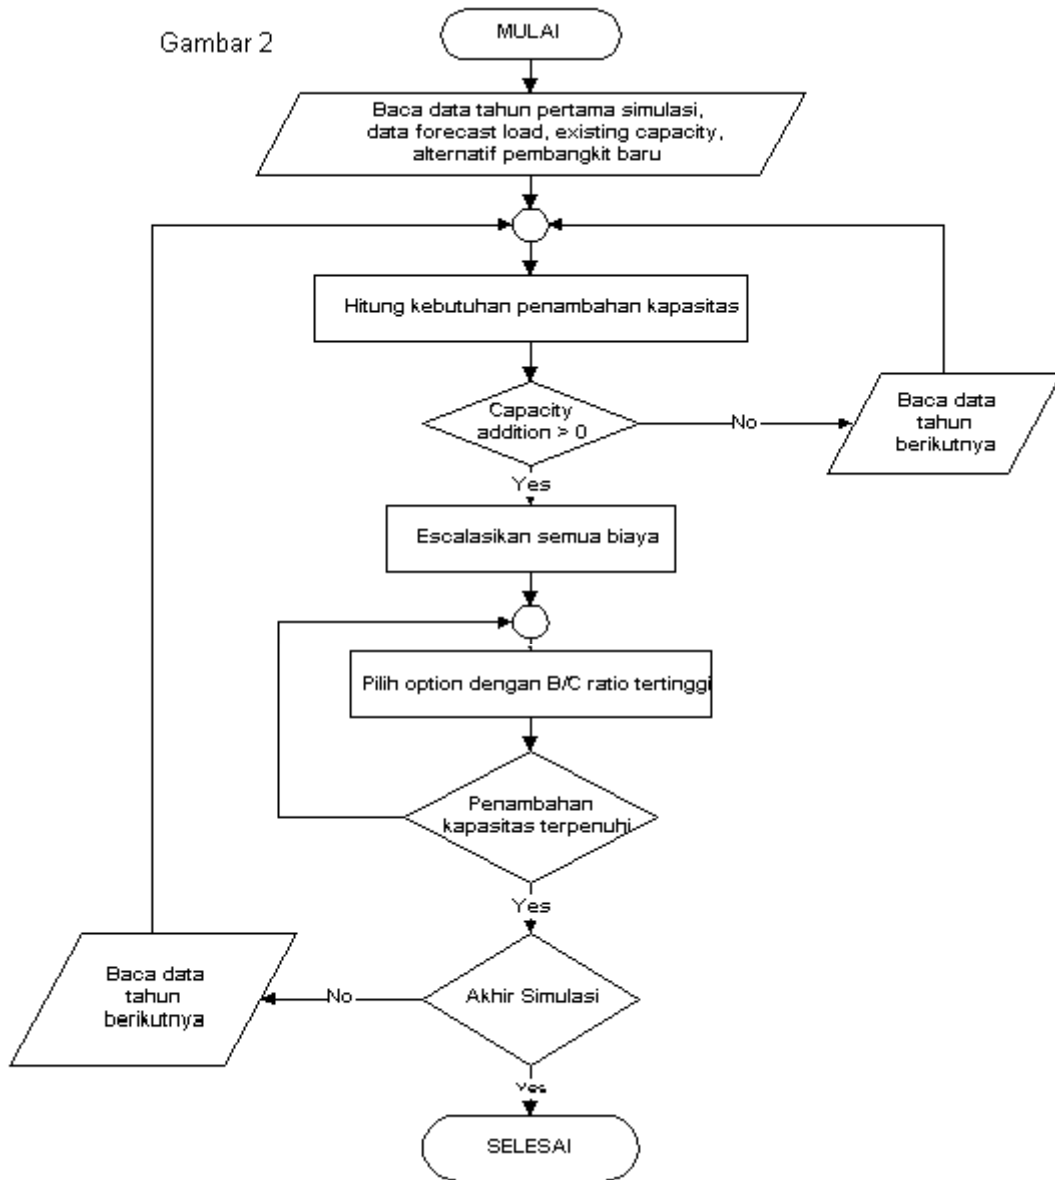 Gambar 2
MULAI
Baca data tahun pertama simulasi,
data forecast load, existing capacity,
alternatif pembangkit baru
Hitung kebutuhan penambahan kapasitas
Capacity
addition > 0
No
Baca data
tahun
berikutnya
Yes
Escalasikan semua biaya
Pilih option dengan B/C ratio tertinggi
Penambahan
kapasitas terpenuhi
Yes
Akhir Simulasi
No
Baca data
tahun
berikutnya
Yes
SELESAI